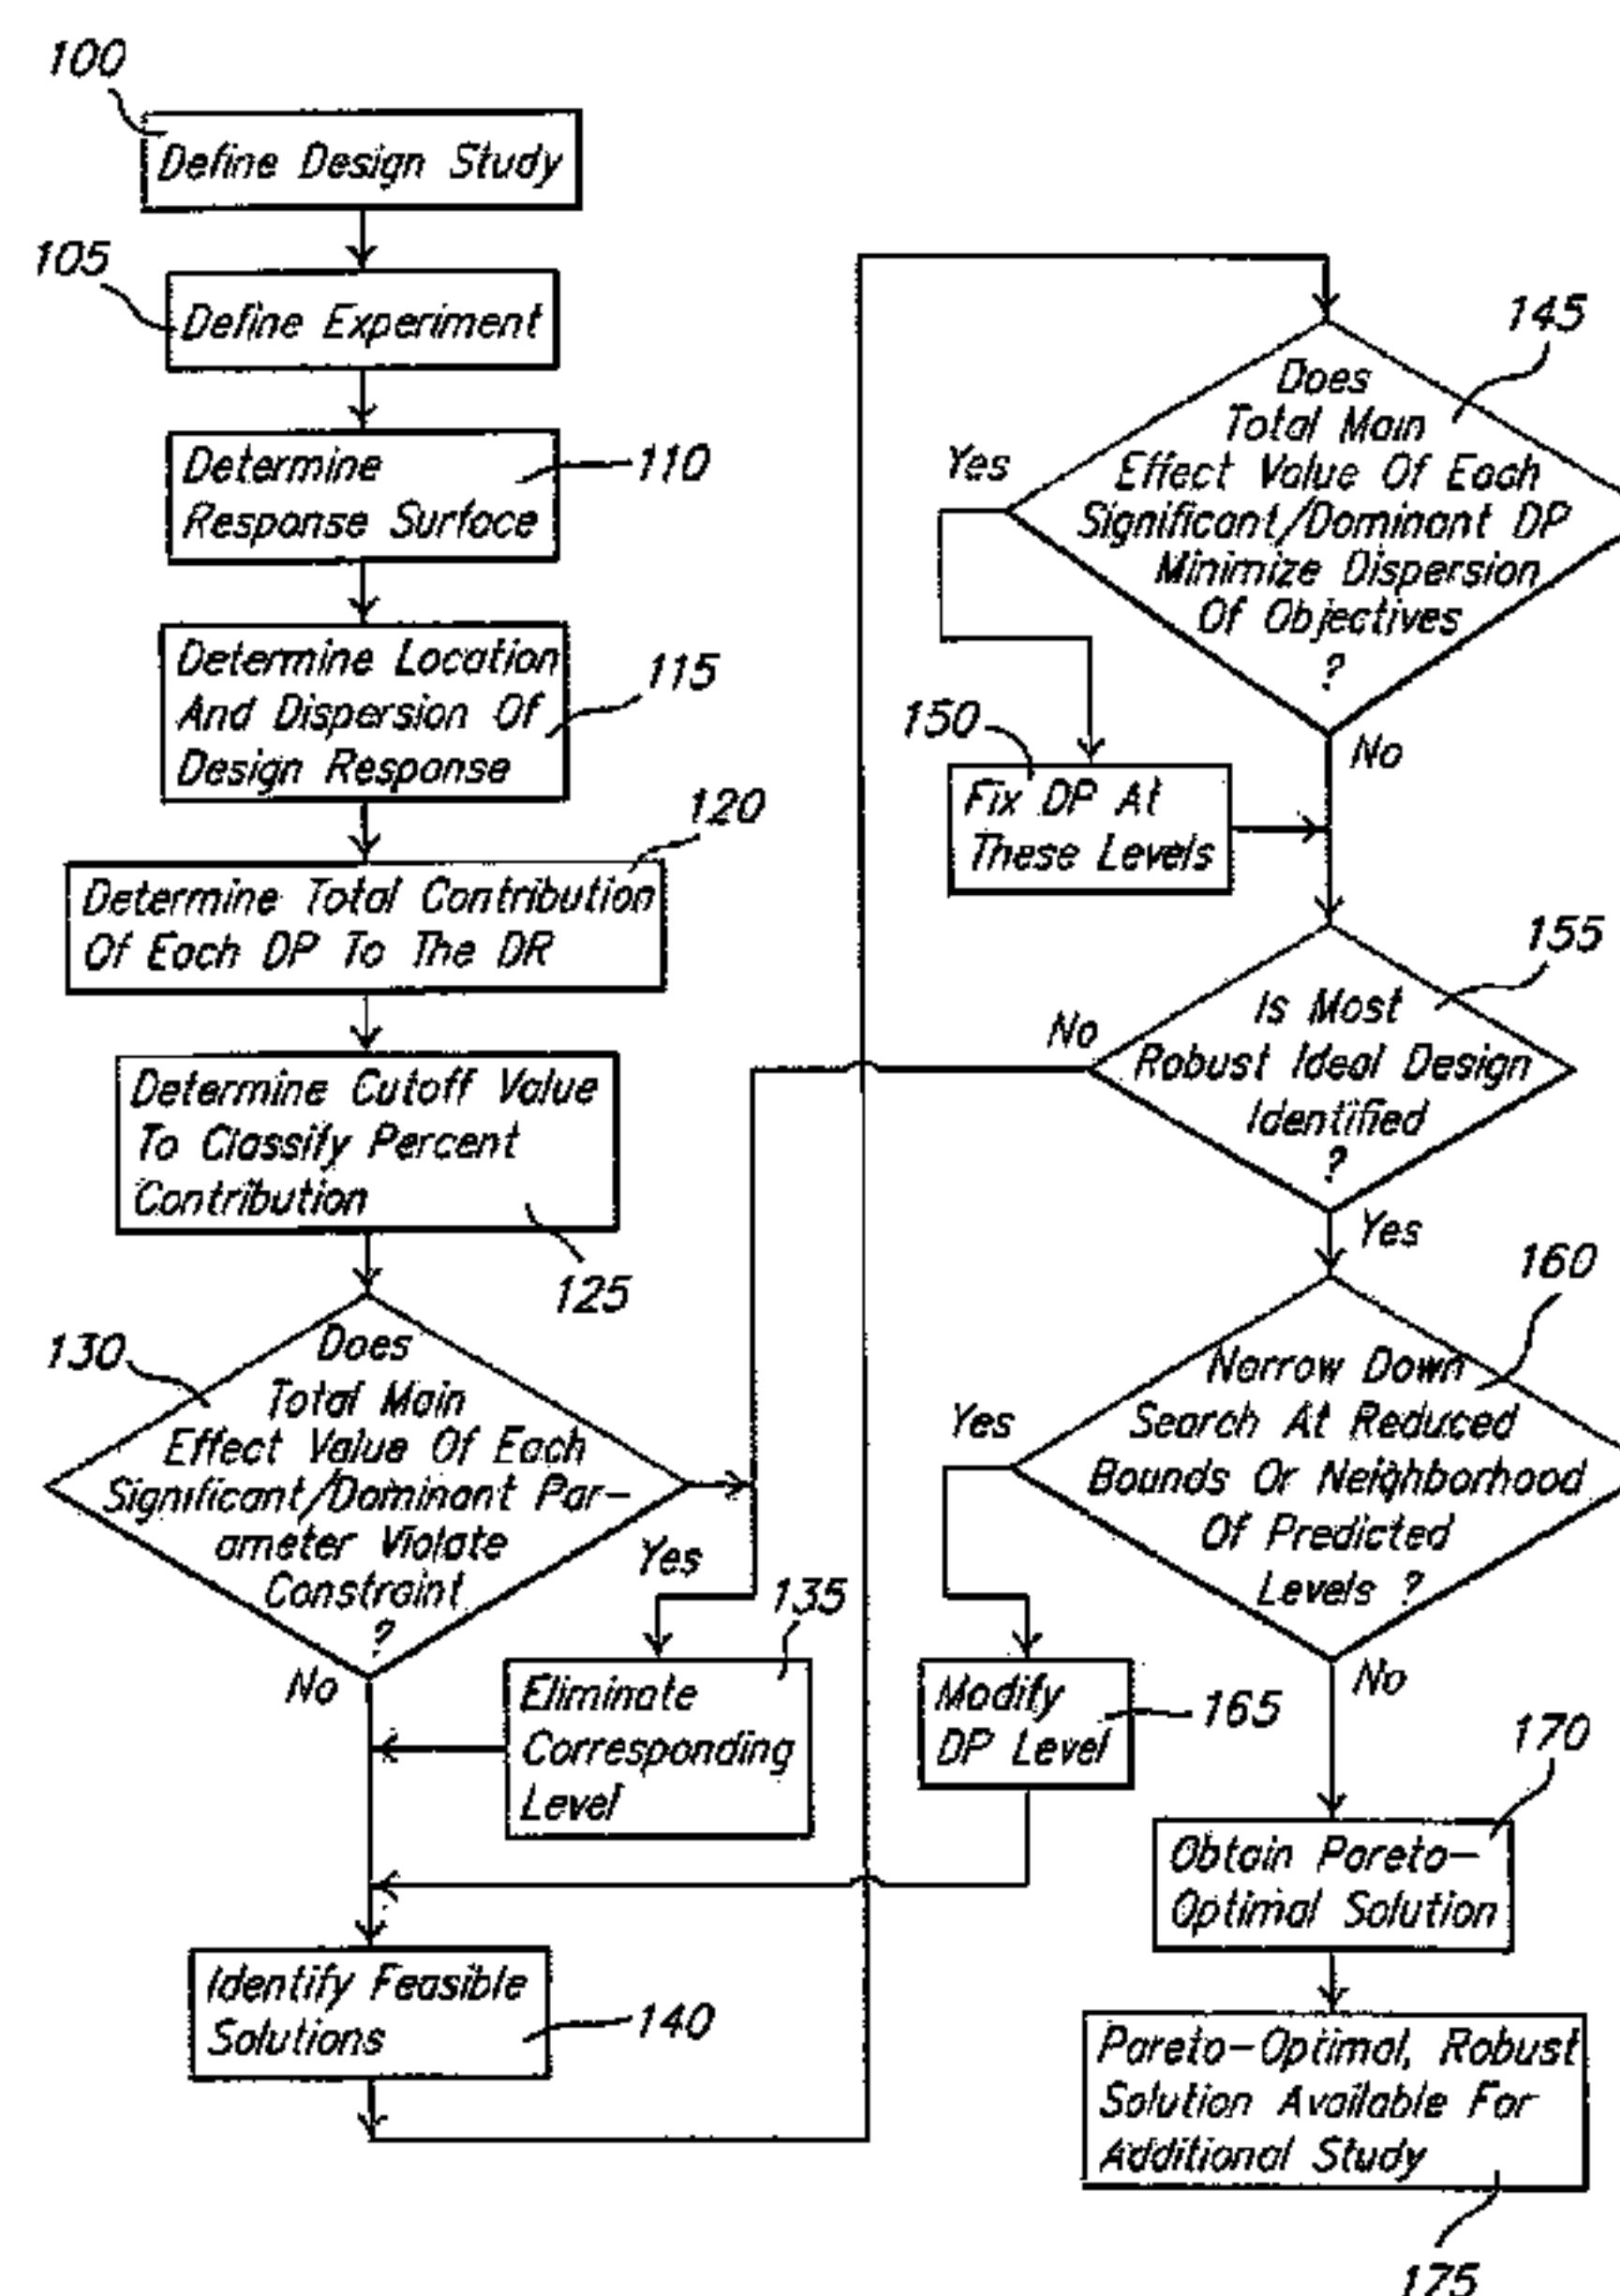 100
Define Design Study
105
Define Experiment
Determine
Response Surface
110
Determine Location
And Dispersion Of
Design Response
115
120
Determine Total Contribution
Of Each DP To The DR
Determine Cutoff Value
To Classify Percent
Contribution
125
130
Does
Total Main
Effect Value Of Each
Significant/Dominant Par-
ameter Violate
Constraint
?
Yes
No
135
Eliminate
Corresponding
Level
Identify Feasible
Solutions
140
145
Does
Total Main
Effect Value Of Each
Significant/Dominant DP
Minimize Dispersion
Of Objectives
?
Yes
No
150
Fix DP At
These Levels
155
Is Most
Robust Ideal Design
Identified
?
No
Yes
160
Narrow Down
Search At Reduced
Bounds Or Neighborhood
Of Predicted
Levels ?
Yes
No
Modify
DP Level
165
170
Obtain Pareto-
Optimal Solution
Pareto-Optimal, Robust
Solution Available For
Additional Study
175